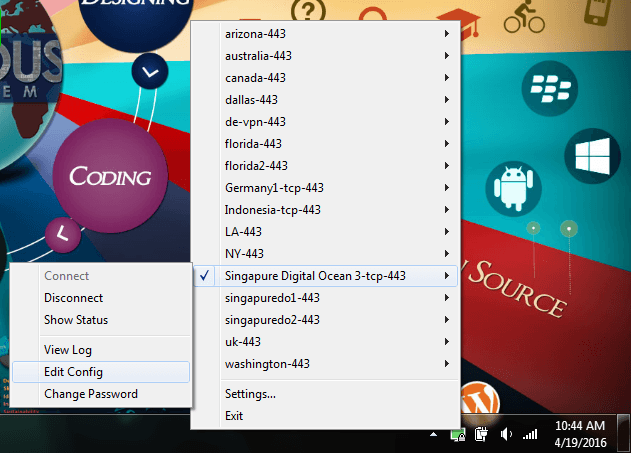 DESIGNING
OUS
EM
CODING
SOURCE
arizona-443
australia-443
canada-443
dallas-443
de-vpn-443
florida-443
florida2-443
Germany1-tcp-443
Indonesia-tcp-443
LA-443
NY-443
Singapure Digital Ocean 3-tcp-443
singapuredo1-443
singapuredo2-443
uk-443
washington-443
Settings...
Exit
Connect
Disconnect
Show Status
View Log
Edit Config
Change Password
10:44 AM
4/19/2016